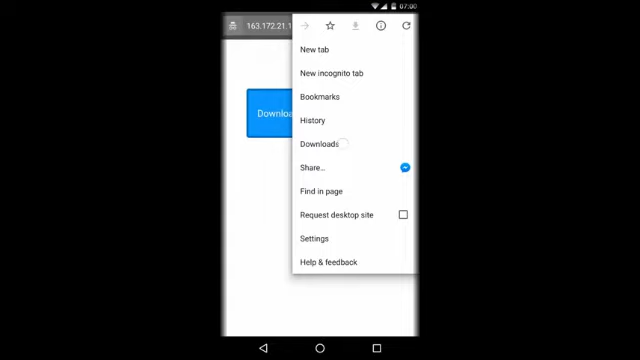 07:00
163.172.21.1
New tab
New incognito tab
Bookmarks
History
Downloads
Share...
Find in page
Request desktop site
Settings
Help & feedback